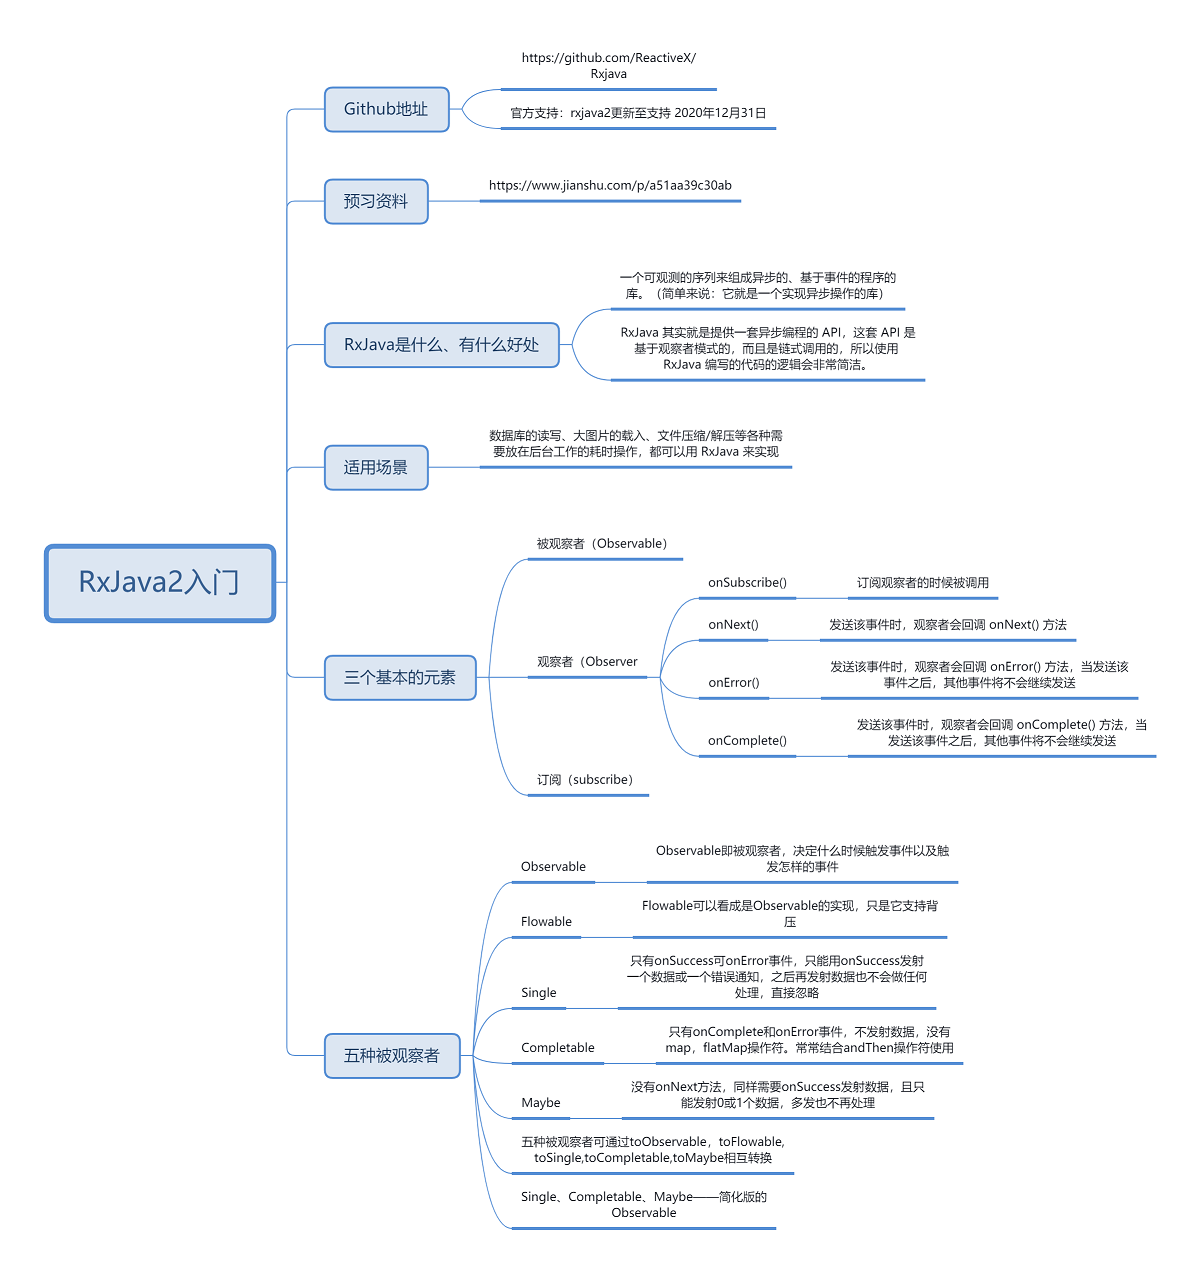 RxJava2入门
Github地址
https://github.com/ReactiveX/
Rxjava
官方支持：rxjava2更新至支持 2020年12月31日
预习资料
https://www.jianshu.com/p/a51aa39c30ab
RxJava是什么、有什么好处
一个可观测的序列来组成异步的、基于事件的程序的
库。（简单来说：它就是一个实现异步操作的库）
RxJava 其实就是提供一套异步编程的 API，这套 API 是
基于观察者模式的，而且是链式调用的，所以使用
RxJava 编写的代码的逻辑会非常简洁。
适用场景
数据库的读写、大图片的载入、文件压缩/解压等各种需
要放在后台工作的耗时操作，都可以用 RxJava 来实现
三个基本的元素
被观察者（Observable）
观察者（Observer
onSubscribe()
订阅观察者的时候被调用
onNext()
发送该事件时，观察者会回调 onNext() 方法
onError()
发送该事件时，观察者会回调 onError() 方法，当发送该
事件之后，其他事件将不会继续发送
onComplete()
发送该事件时，观察者会回调 onComplete() 方法，当
发送该事件之后，其他事件将不会继续发送
订阅（subscribe）
五种被观察者
Observable
Observable即被观察者，决定什么时候触发事件以及触
发怎样的事件
Flowable
Flowable可以看成是Observable的实现，只是它支持背
压
Single
只有onSuccess可onError事件，只能用onSuccess发射
一个数据或一个错误通知，之后再发射数据也不会做任何
处理，直接忽略
Completable
只有onComplete和onError事件，不发射数据，没有
map，flatMap操作符。常常结合andThen操作符使用
Maybe
没有onNext方法，同样需要onSuccess发射数据，且只
能发射0或1个数据，多发也不再处理
五种被观察者可通过toObservable，toFlowable,
toSingle,toCompletable,toMaybe相互转换
Single、Completable、Maybe——简化版的
Observable